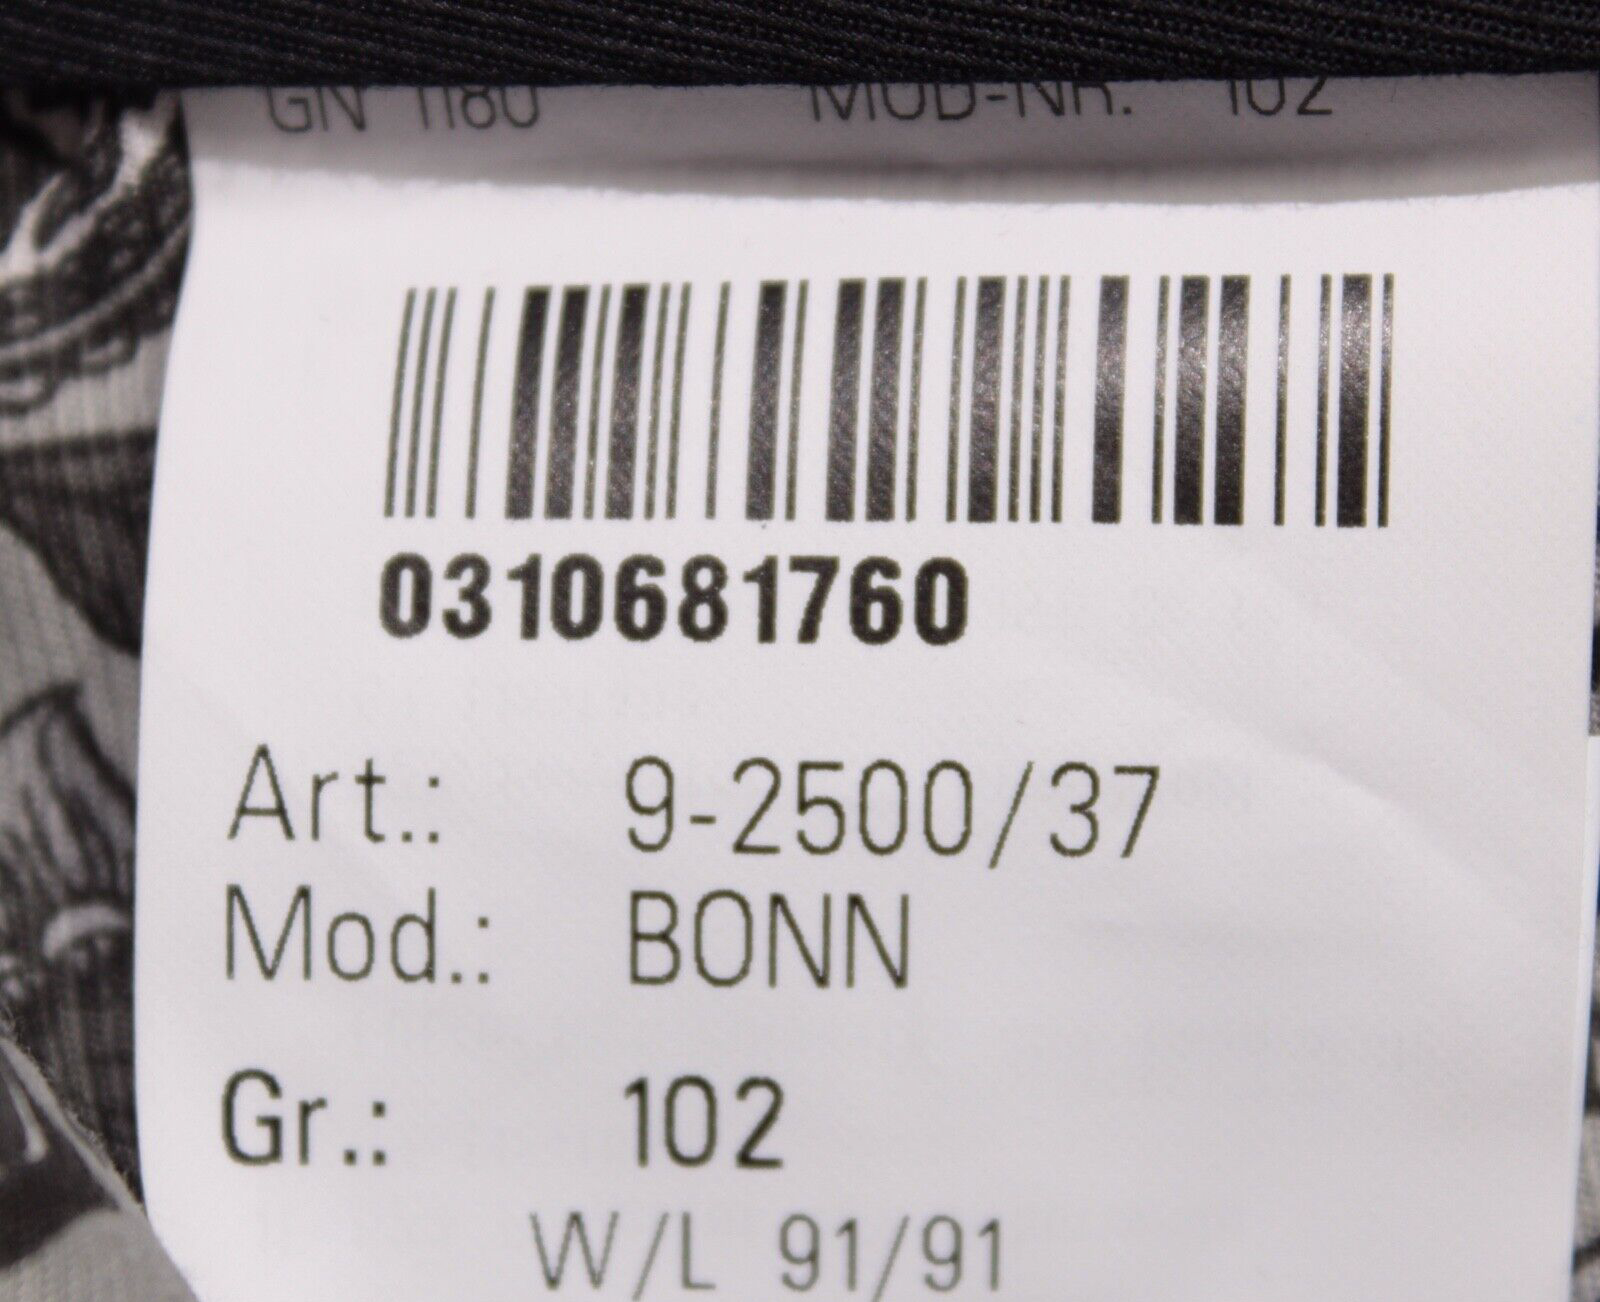 GN 1180 MOD-NR. 102
0310681760
Art.: 9-2500/37
Mod.: BONN
Gr.: 102
W/L 91/91